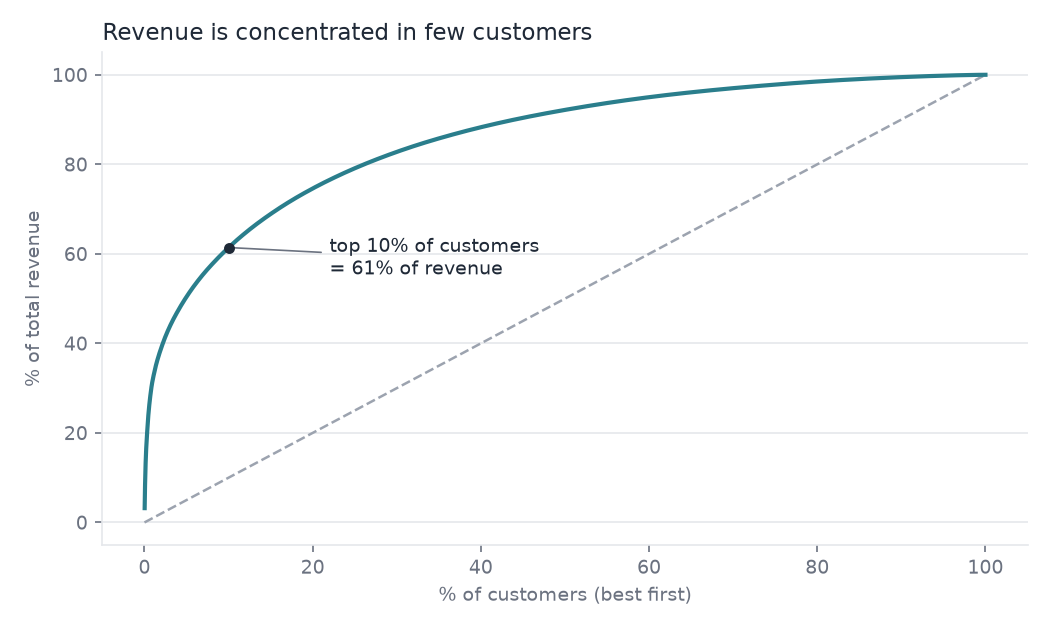 Revenue is concentrated in few customers
100
80
60
40
20
0
% of total revenue
top 10% of customers
= 61% of revenue
0 20 40 60 80 100
% of customers (best first)